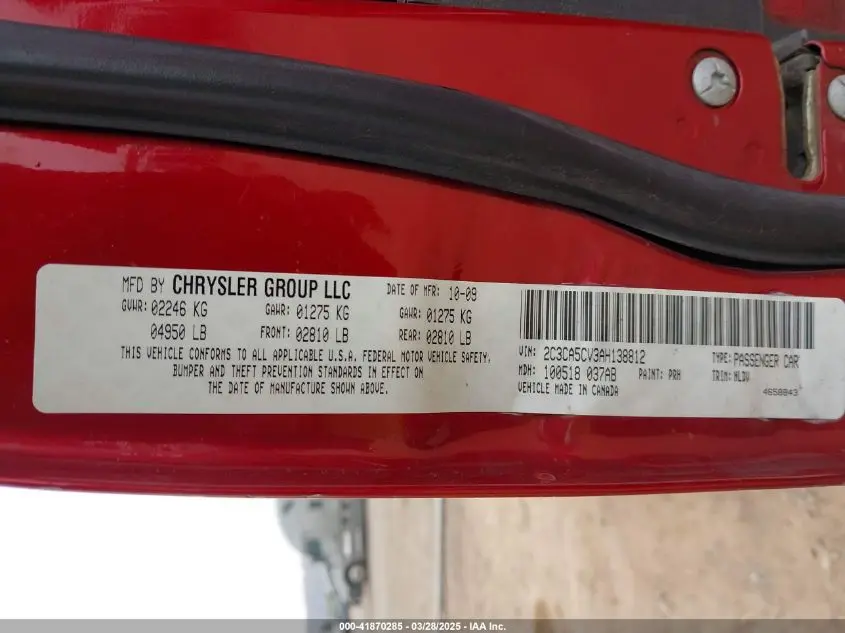 MFD BY CHRYSLER GROUP LLC DATE OF MFR: 10-09
GVWR: 02246 KG GAWR: 01275 KG GAWR: 01275 KG
04950 LB FRONT: 02810 LB REAR: 02810 LB
THIS VEHICLE CONFORMS TO ALL APPLICABLE U.S.A. FEDERAL MOTOR VEHICLE SAFETY,
BUMPER AND THEFT PREVENTION STANDARDS IN EFFECT ON
THE DATE OF MANUFACTURE SHOWN ABOVE.
VIN: 2C3CA5CV3AH138812 TYPE: PASSENGER CAR
MDH: 100518 037AB PAINT: PRH TRIM: NLDV
VEHICLE MADE IN CANADA 4658843
000-41870285 | 03/28/2025 | IAA Inc.